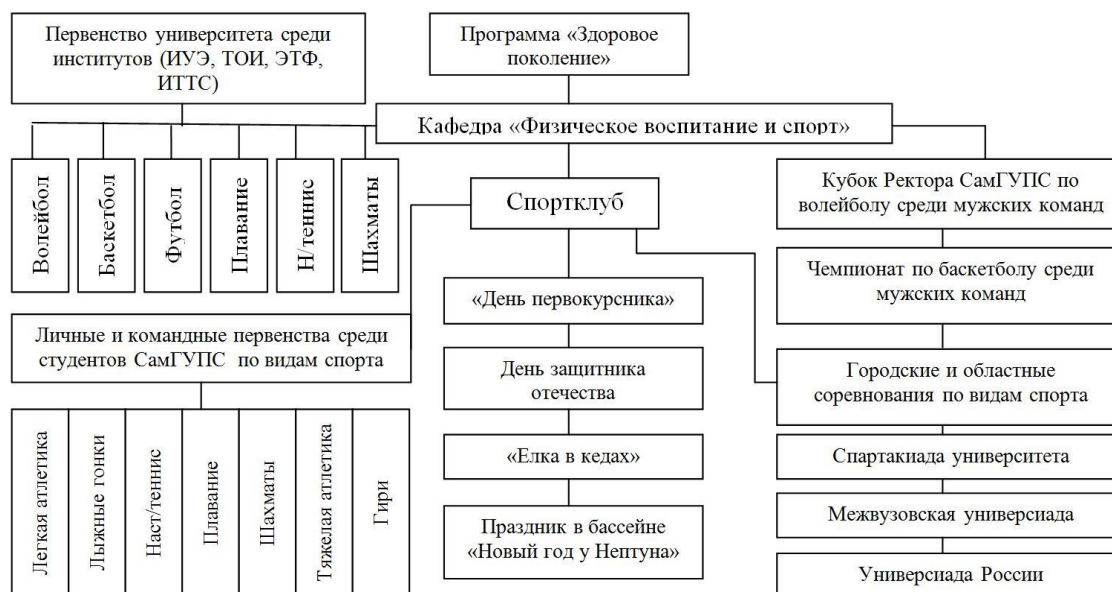 Первенство университета среди
институтов (ИУЭ, ТОИ, ЭТФ,
ИТТС)
Программа «Здоровое
поколение»
Кафедра «Физическое воспитание и спорт»
Волейбол
Баскетбол
Футбол
Плавание
Н/теннис
Шахматы
Спортклуб
Кубок Ректора СамГУПС по
волейболу среди мужских команд
Чемпионат по баскетболу среди
мужских команд
«День первокурсника»
Личные и командные первенства среди
студентов СамГУПС по видам спорта
День защитника
отечества
Городские и областные
соревнования по видам спорта
Легкая атлетика
Лыжные гонки
Наст/теннис
Плавание
Шахматы
Тяжелая атлетика
Гири
«Елка в кедах»
Праздник в бассейне
«Новый год у Нептуна»
Спартакиада университета
Межвузовская универсиада
Универсиада России